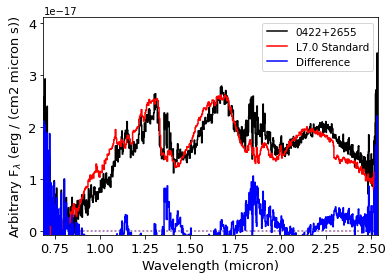 1e−17
0422+2655
L7.0 Standard
Difference
4
3
2
1
0
Arbitrary Fλ (erg / (cm2 micron s))
0.75 1.00 1.25 1.50 1.75 2.00 2.25 2.50
Wavelength (micron)